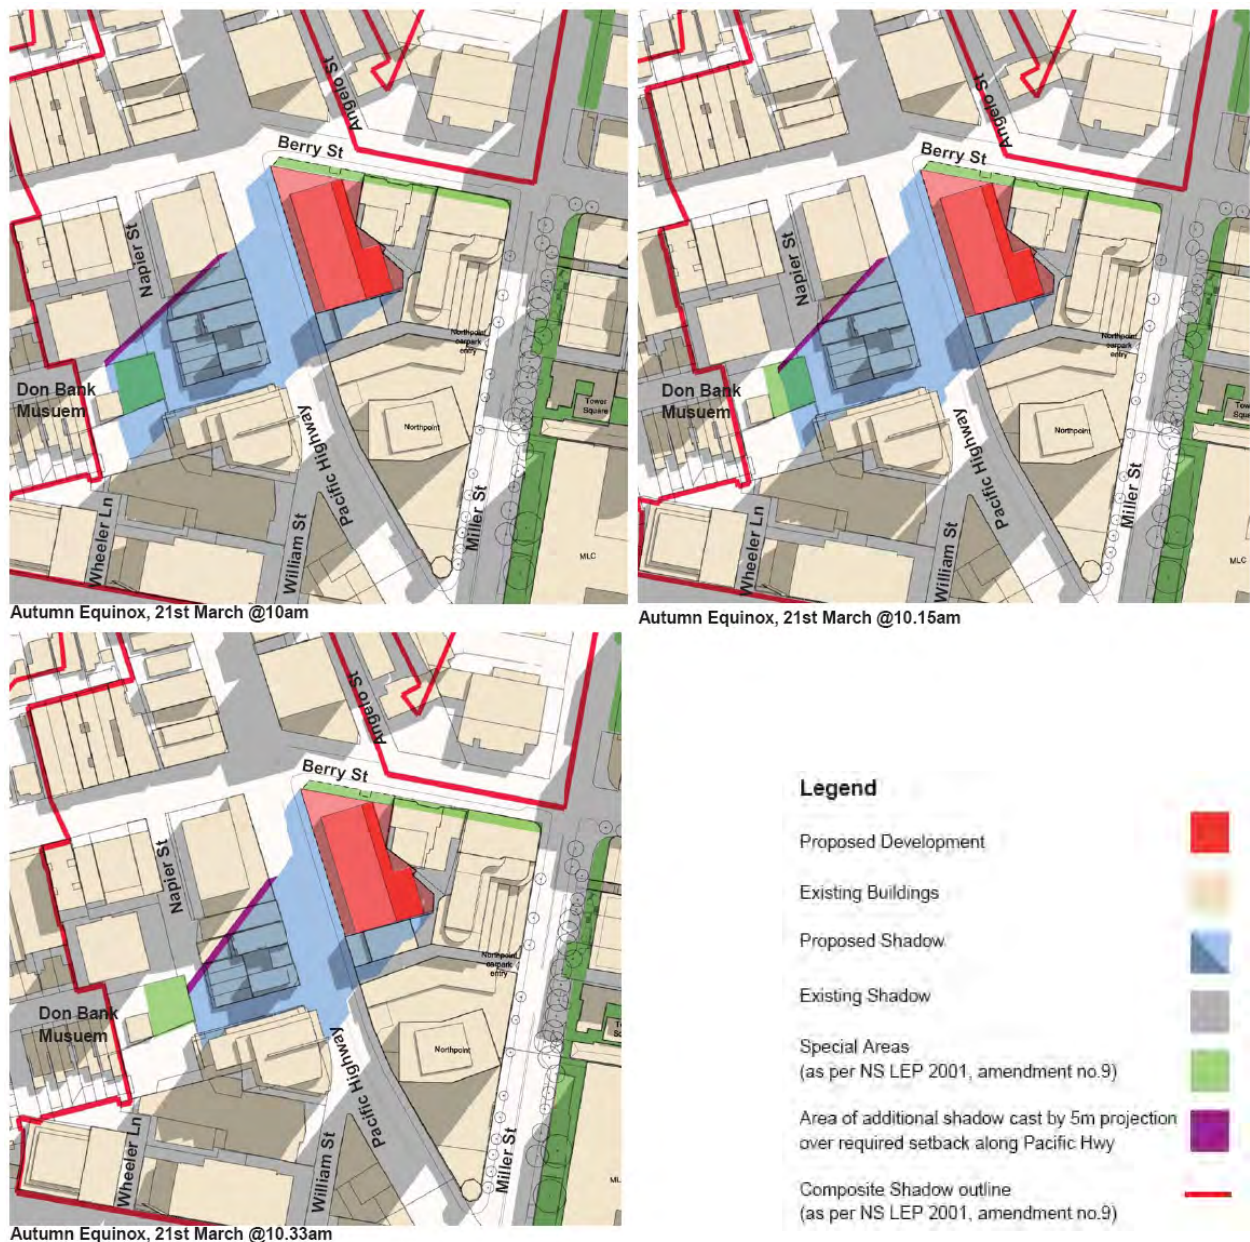 Angelo St
Berry St
Napier St
Don Bank
Musuem
Northpoint
carpark
entry
Northpoint
Tower
Square
Pacific Highway
Miller St
Wheeler Ln
William St
MLC
Autumn Equinox, 21st March @10am
Angelo St
Berry St
Napier St
Don Bank
Musuem
Northpoint
carpark
entry
Northpoint
Tower
Squa
Pacific Highway
Miller St
Wheeler Ln
William St
MLC
Autumn Equinox, 21st March @10.15am
Angelo St
Berry St
Napier St
Don Bank
Musuem
Northpoint
carpark
entry
Northpoint
Pacific Highway
Miller St
Wheeler Ln
William St
Autumn Equinox, 21st March @10.33am
Legend
Proposed Development
Existing Buildings
Proposed Shadow
Existing Shadow
Special Areas
(as per NS LEP 2001, amendment no.9)
Area of additional shadow cast by 5m projection
over required setback along Pacific Hwy
Composite Shadow outline
(as per NS LEP 2001, amendment no.9)